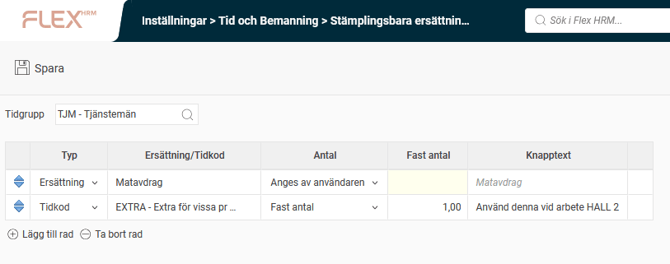 FLEX HRM
Inställningar > Tid och Bemanning > Stämplingsbara ersättnin...
Sök i Flex HRM...
Spara
Tidgrupp TJM - Tjänstemän
Typ Ersättning/Tidkod Antal Fast antal Knapptext
Ersättning Matavdrag Anges av användaren Matavdrag
Tidkod EXTRA - Extra för vissa pr ... Fast antal 1,00 Använd denna vid arbete HALL 2
Lägg till rad Ta bort rad